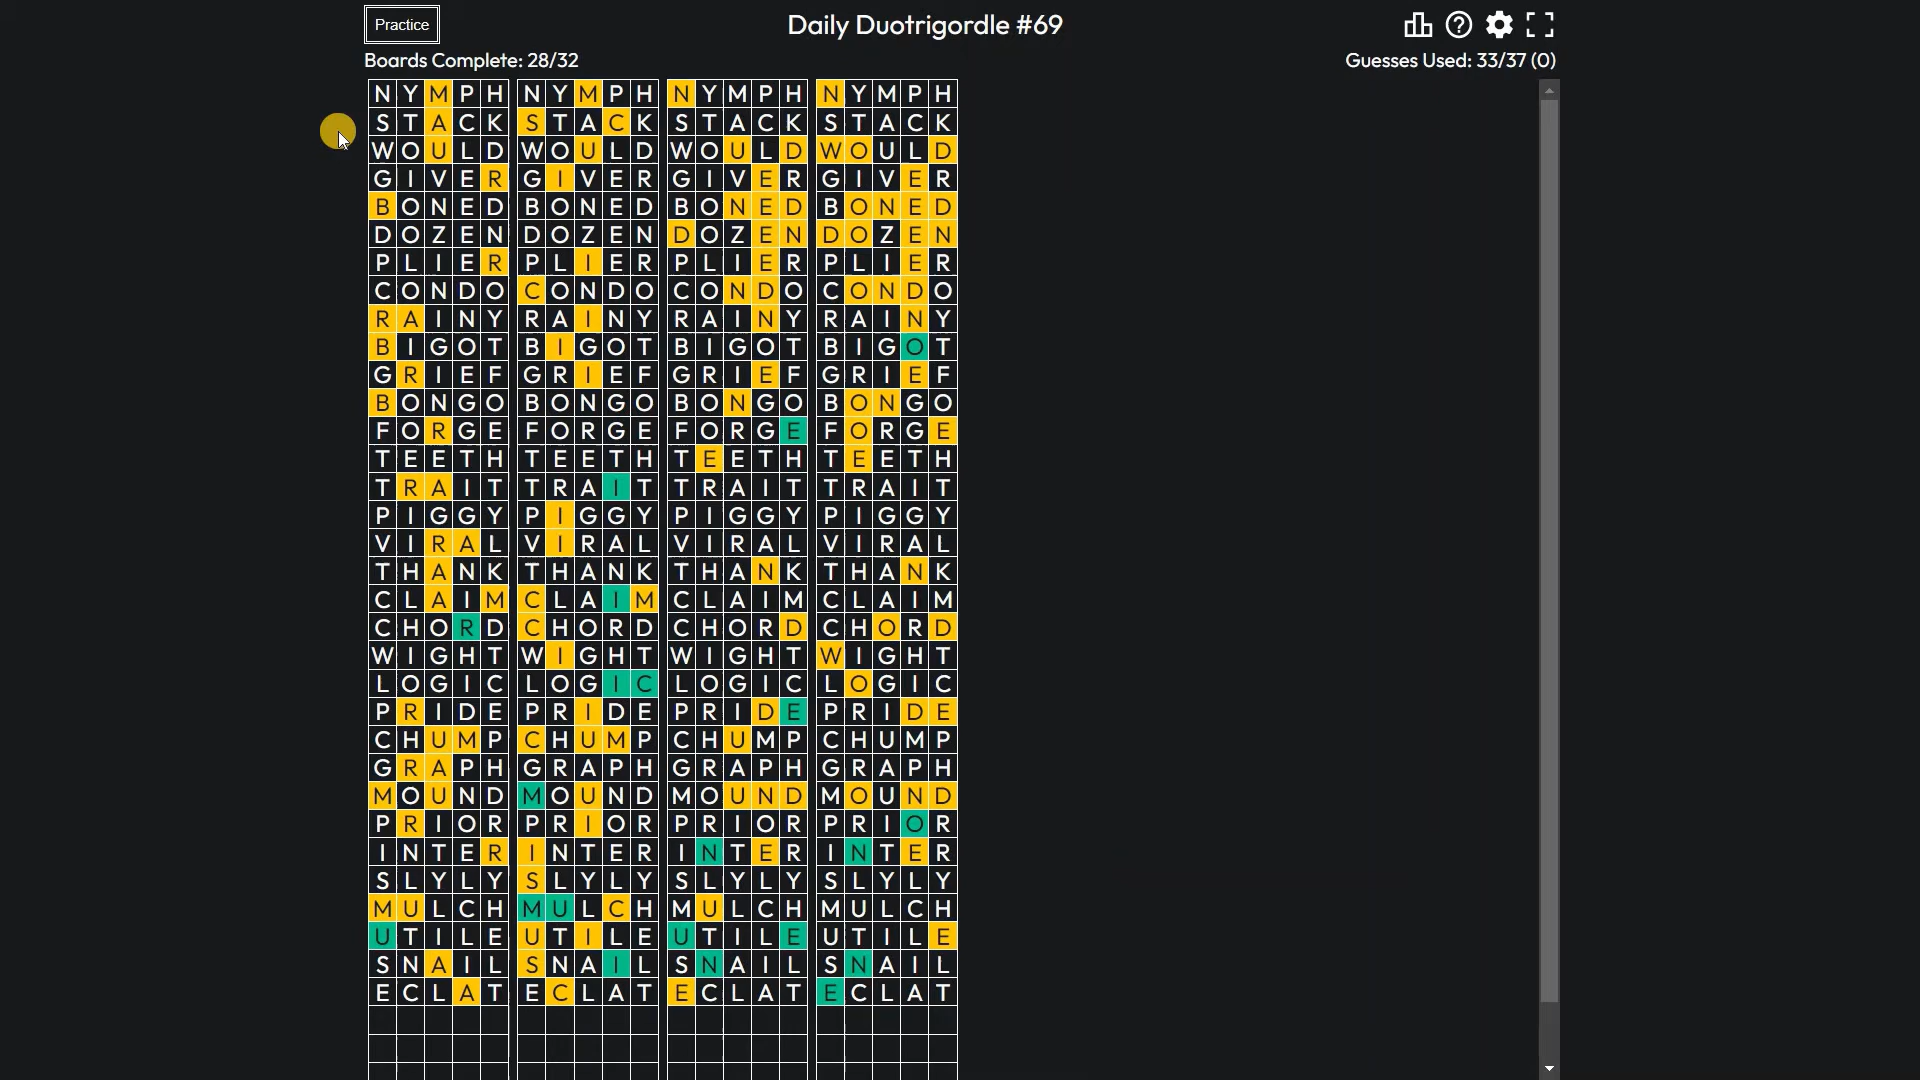 Practice
Daily Duotrigordle #69
Boards Complete: 28/32
Guesses Used: 33/37 (0)
NYMPH NYMPH NYMPH NYMPH
STACK STACK STACK STACK
WOULD WOULD WOULD WOULD
GIVER GIVER GIVER GIVER
BONED BONED BONED BONED
DOZEN DOZEN DOZEN DOZEN
PLIER PLIER PLIER PLIER
CONDO CONDO CONDO CONDO
RAINY RAINY RAINY RAINY
BIGOT BIGOT BIGOT BIGOT
GRIEF GRIEF GRIEF GRIEF
BONGO BONGO BONGO BONGO
FORGE FORGE FORGE FORGE
TEETH TEETH TEETH TEETH
TRAIT TRAIT TRAIT TRAIT
PIGGY PIGGY PIGGY PIGGY
VIRAL VIRAL VIRAL VIRAL
THANK THANK THANK THANK
CLAIM CLAIM CLAIM CLAIM
CHORD CHORD CHORD CHORD
WIGHT WIGHT WIGHT WIGHT
LOGIC LOGIC LOGIC LOGIC
PRIDE PRIDE PRIDE PRIDE
CHUMP CHUMP CHUMP CHUMP
GRAPH GRAPH GRAPH GRAPH
MOUND MOUND MOUND MOUND
PRIOR PRIOR PRIOR PRIOR
INTER INTER INTER INTER
SLYLY SLYLY SLYLY SLYLY
MULCH MULCH MULCH MULCH
UTILE UTILE UTILE UTILE
SNAIL SNAIL SNAIL SNAIL
ECLAT ECLAT ECLAT ECLAT